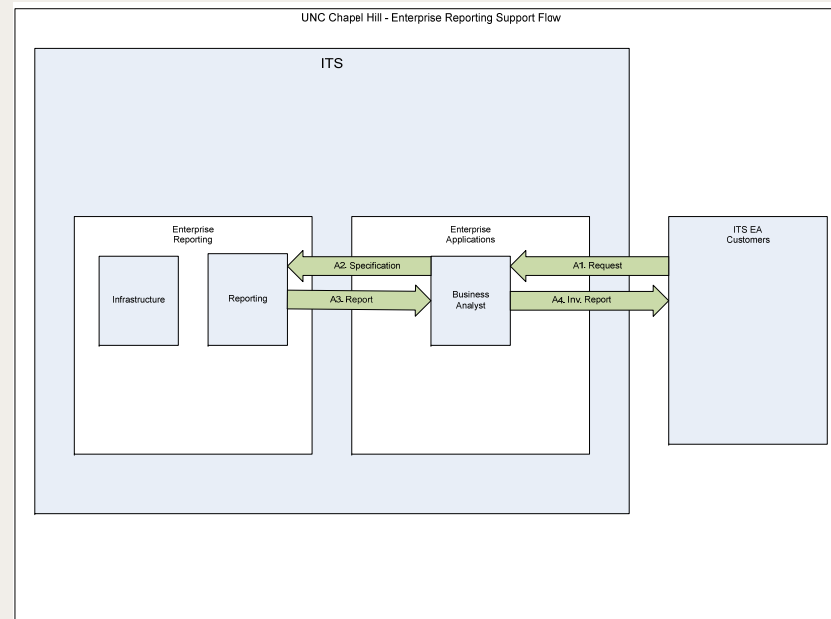 UNC Chapel Hill - Enterprise Reporting Support Flow
ITS
Enterprise
Reporting
Enterprise
Applications
ITS EA
Customers
A2. Specification
A1. Request
Infrastructure
Reporting
A3. Report
Business
Analyst
A4. Inv. Report